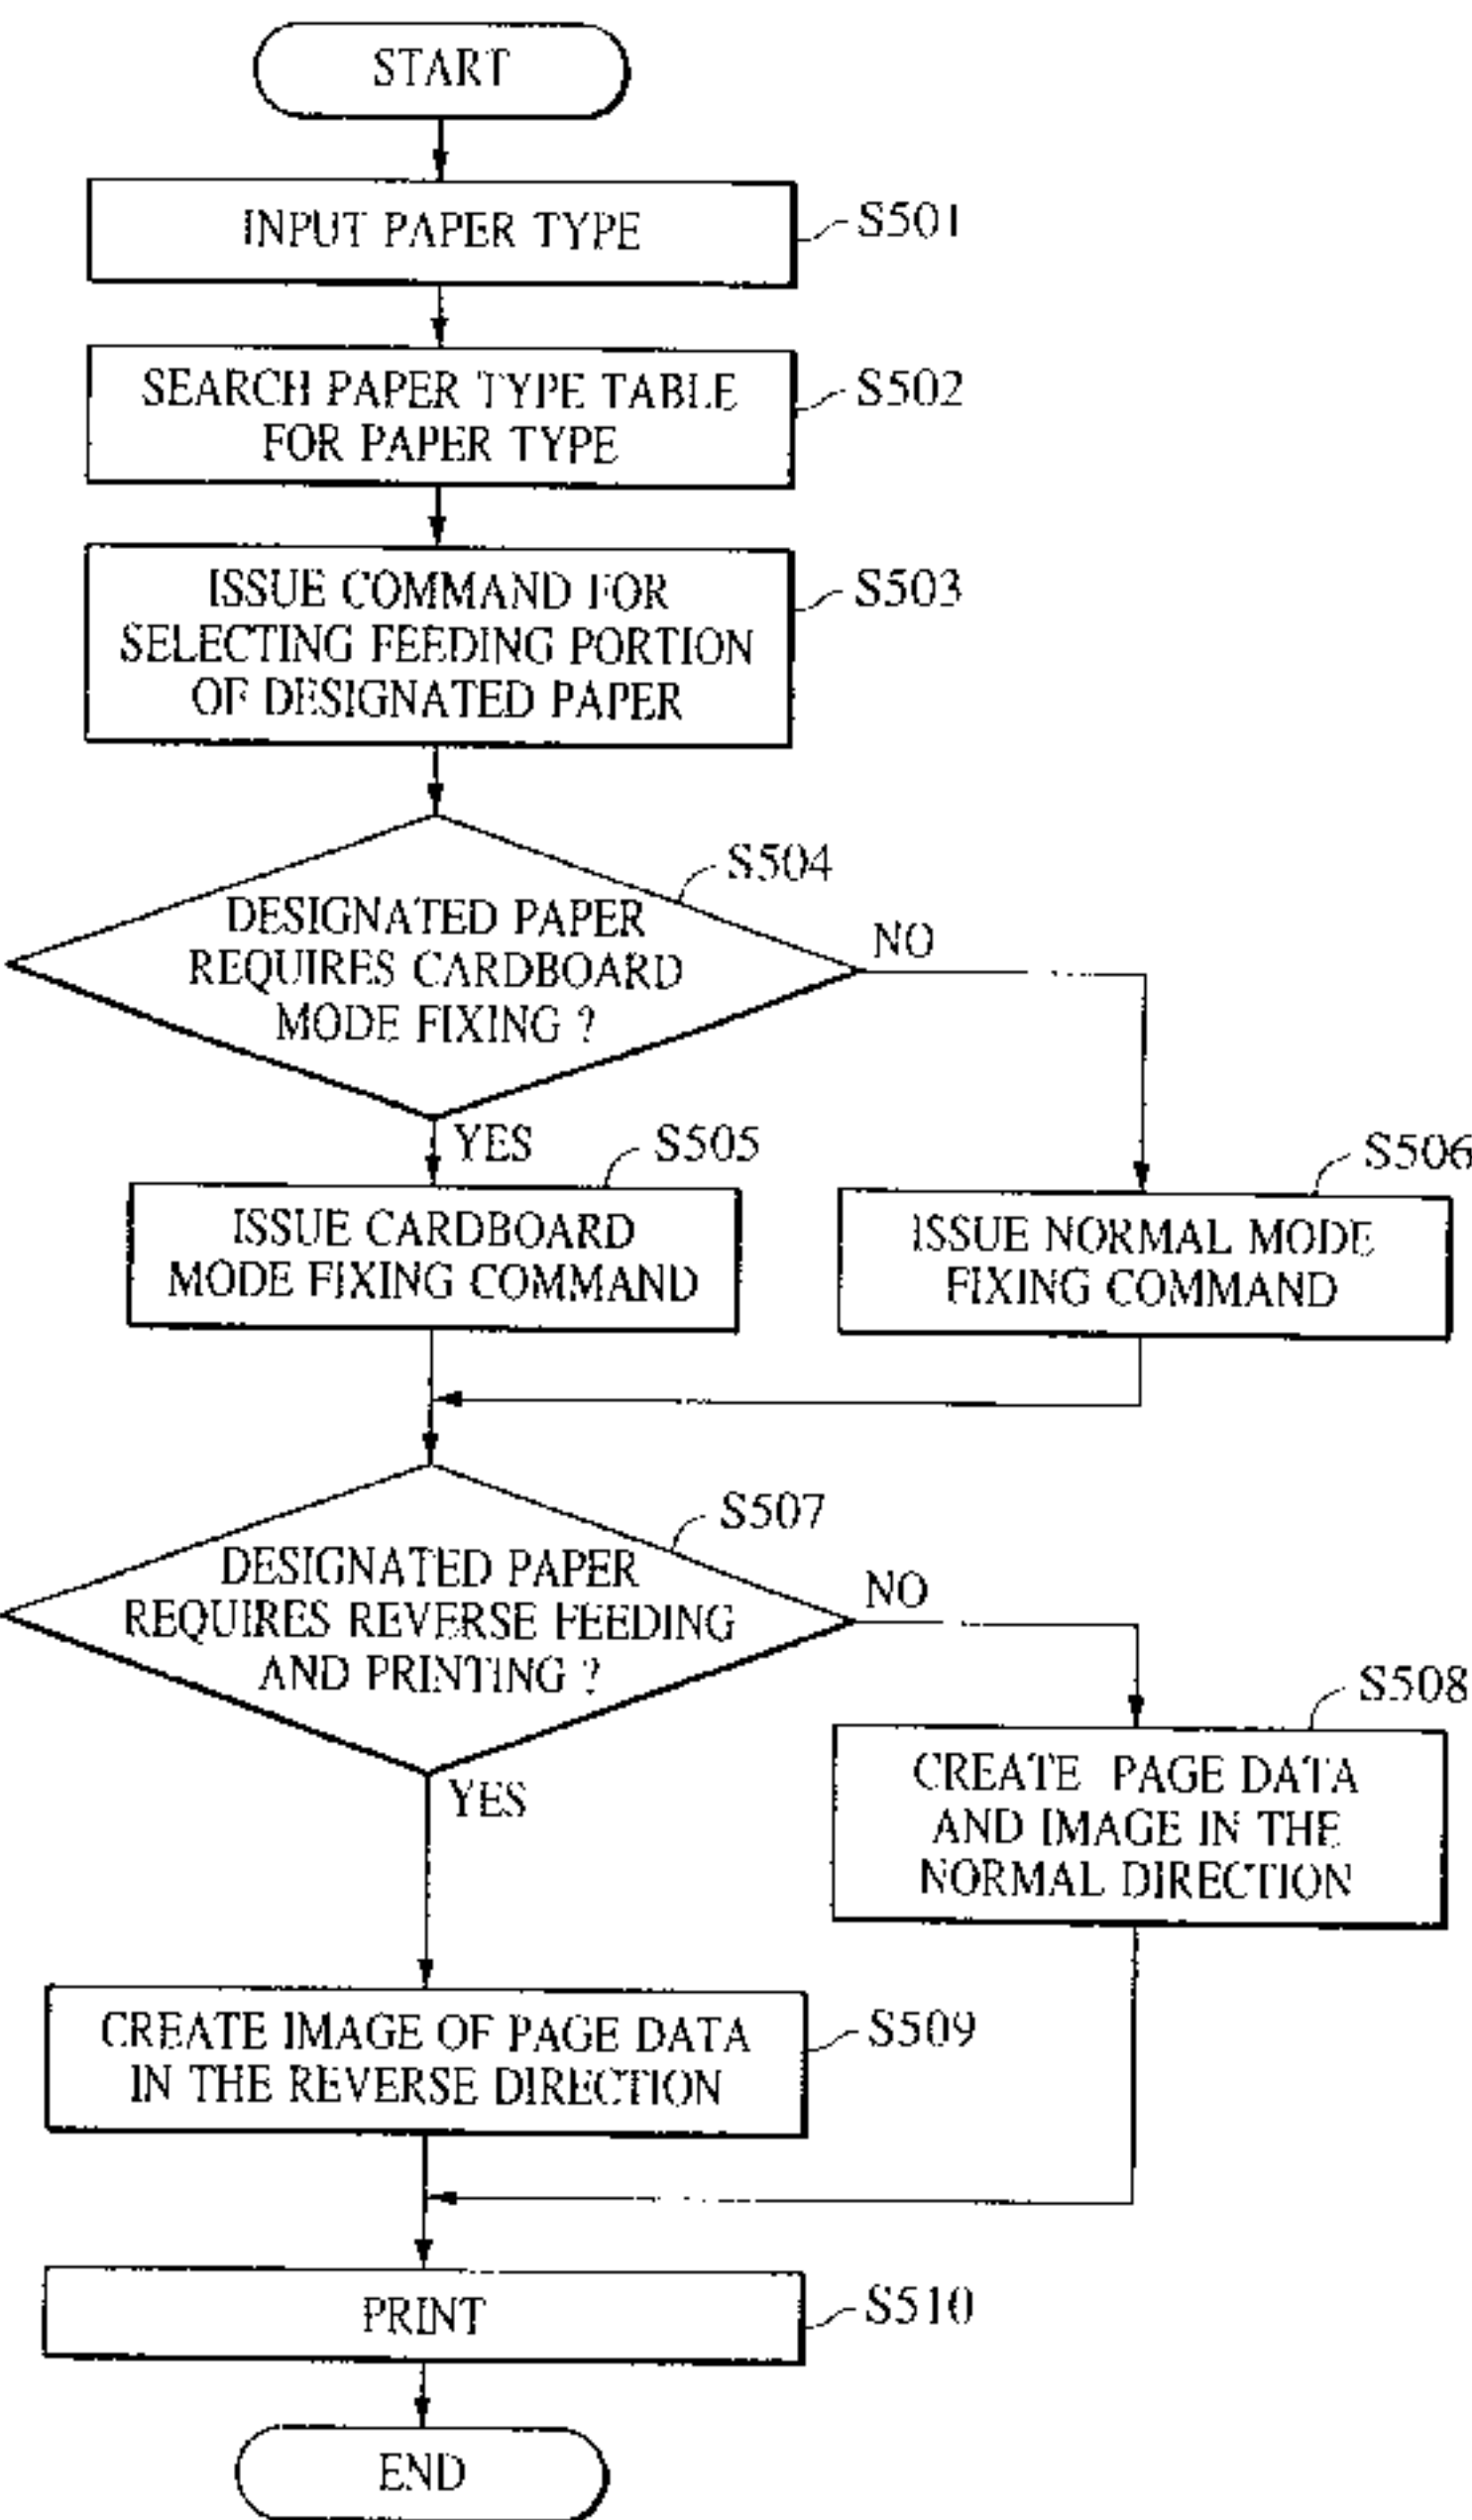 START
INPUT PAPER TYPE
S501
SEARCH PAPER TYPE TABLE
FOR PAPER TYPE
S502
ISSUE COMMAND FOR
SELECTING FEEDING PORTION
OF DESIGNATED PAPER
S503
S504
DESIGNATED PAPER
REQUIRES CARDBOARD
MODE FIXING ?
NO
YES
S505
ISSUE CARDBOARD
MODE FIXING COMMAND
S506
ISSUE NORMAL MODE
FIXING COMMAND
S507
DESIGNATED PAPER
REQUIRES REVERSE FEEDING
AND PRINTING ?
NO
YES
S508
CREATE PAGE DATA
AND IMAGE IN THE
NORMAL DIRECTION
CREATE IMAGE OF PAGE DATA
IN THE REVERSE DIRECTION
S509
PRINT
S510
END